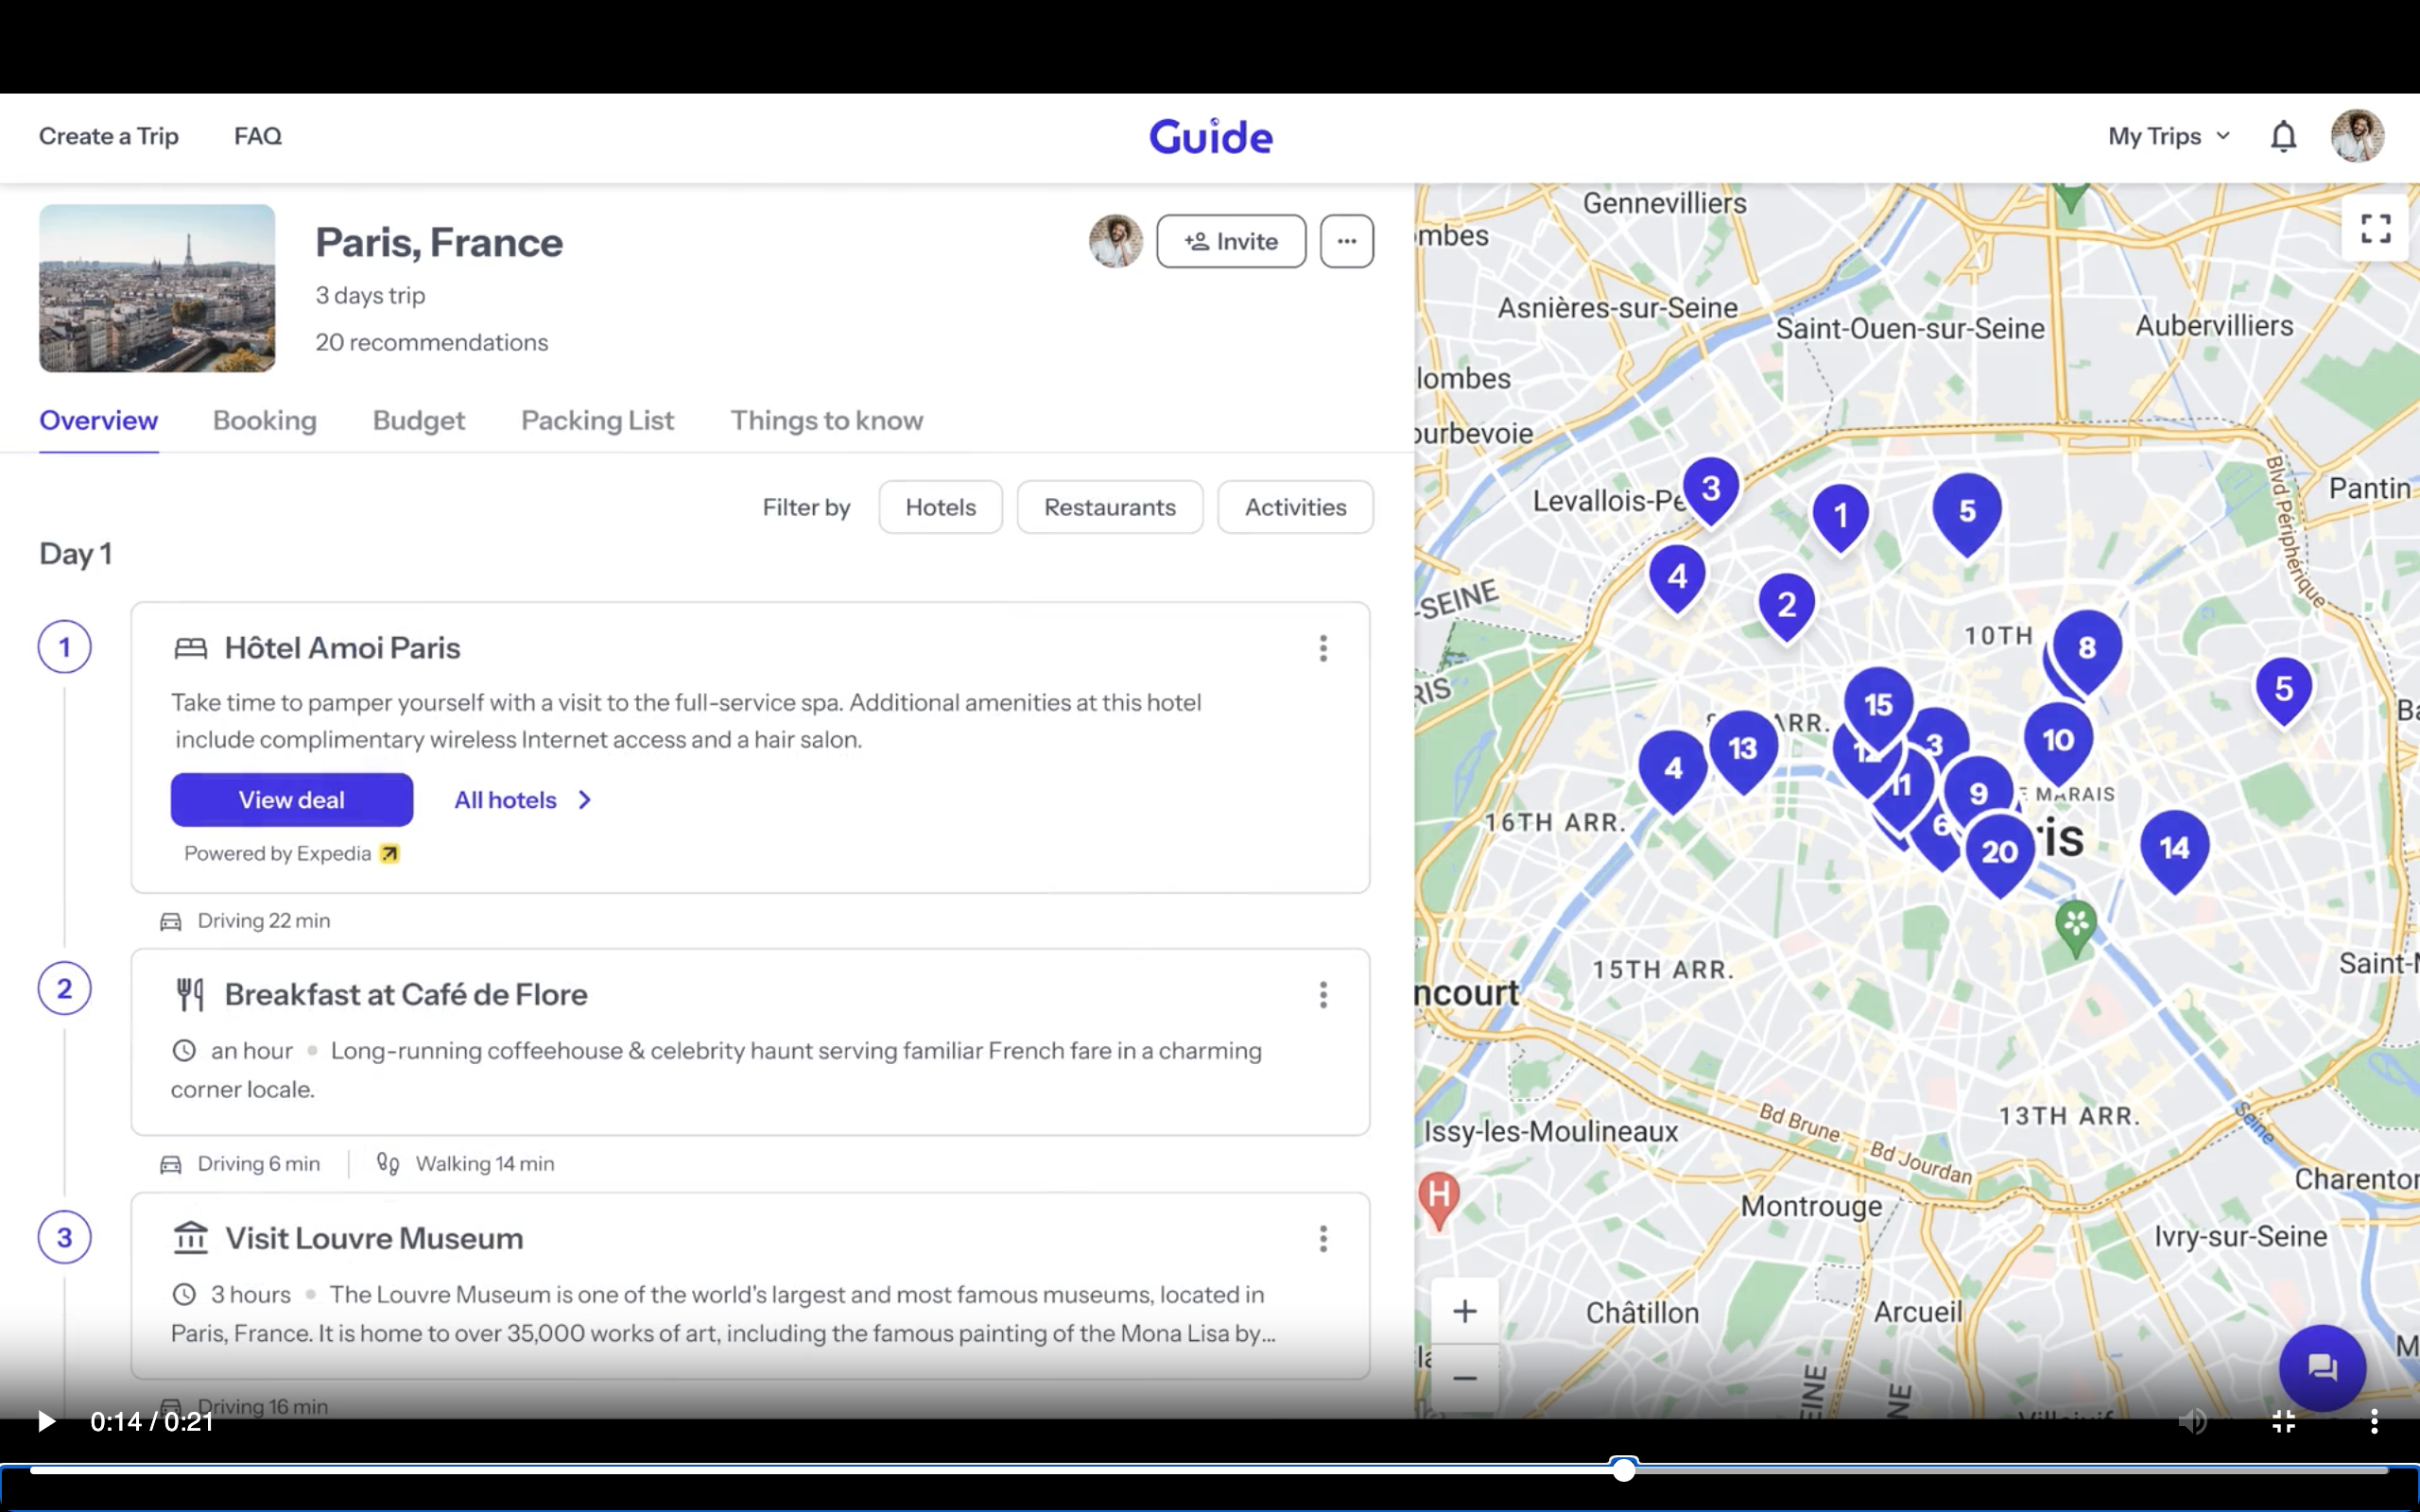 Create a Trip
FAQ
Guide
My Trips
Paris, France
3 days trip
20 recommendations
Invite
Overview
Booking
Budget
Packing List
Things to know
Filter by
Hotels
Restaurants
Activities
Day 1
1
Hôtel Amoi Paris
Take time to pamper yourself with a visit to the full-service spa. Additional amenities at this hotel
include complimentary wireless Internet access and a hair salon.
View deal
All hotels
Powered by Expedia
Driving 22 min
2
Breakfast at Café de Flore
an hour • Long-running coffeehouse & celebrity haunt serving familiar French fare in a charming
corner locale.
Driving 6 min
Walking 14 min
3
Visit Louvre Museum
3 hours • The Louvre Museum is one of the world's largest and most famous museums, located in
Paris, France. It is home to over 35,000 works of art, including the famous painting of the Mona Lisa by...
Driving 16 min
0:14 / 0:21
Gennevilliers
mbes
Asnières-sur-Seine
Saint-Ouen-sur-Seine
Aubervilliers
lombes
ourbevoie
Blvd Périphérique
Pantin
Levallois-Pe
3
1
5
4
2
-SEINE
10TH
8
5
RIS
15
ARR.
13
3
10
4
11
9
E MARAIS
16TH ARR.
6
20
ris
14
15TH ARR.
Saint-M
ncourt
Bd Brune
13TH ARR.
Seine
Issy-les-Moulineaux
Bd Jourdan
H
Charenton
Montrouge
Ivry-sur-Seine
Châtillon
Arcueil
EINE
NE